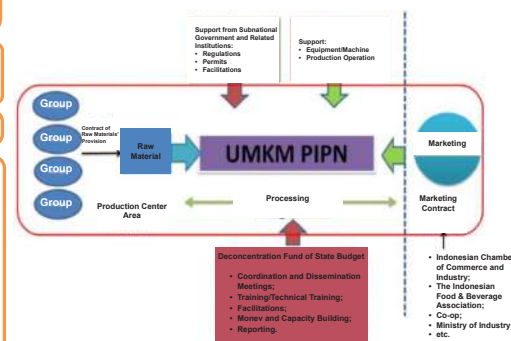 Support from Subnational
Government and Related
Institutions:
• Regulations
• Permits
• Facilitations
Support:
• Equipment/Machine
• Production Operation
Group
Group
Group
Group
Contract of
Raw Materials'
Provision
Raw
Material
UMKM PIPN
Marketing
Production Center
Area
Processing
Marketing
Contract
Deconcentration Fund of State Budget
• Coordination and Dissemination
Meetings;
• Training/Technical Training;
• Facilitations;
• Monev and Capacity Building;
• Reporting.
• Indonesian Chambe
of Commerce and
Industry;
• The Indonesian
Food & Beverage
Association;
• Co-op;
• Ministry of Industry
• etc.